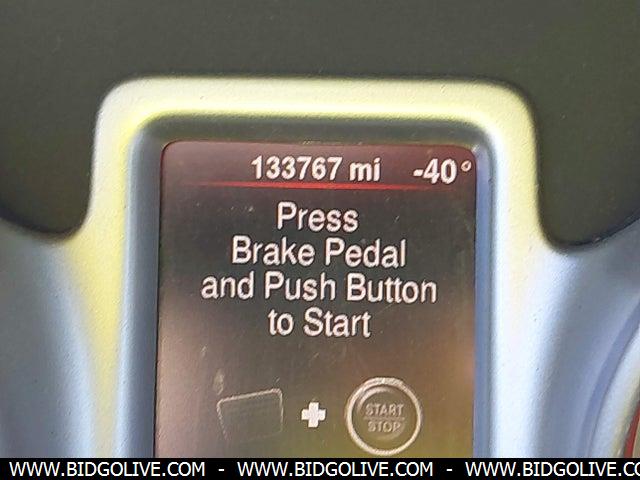 133767 mi -40°
Press
Brake Pedal
and Push Button
to Start
START
STOP
WWW.BIDGOLIVE.COM - WWW.BIDGOLIVE.COM - WWW.BIDGOLIVE.CO